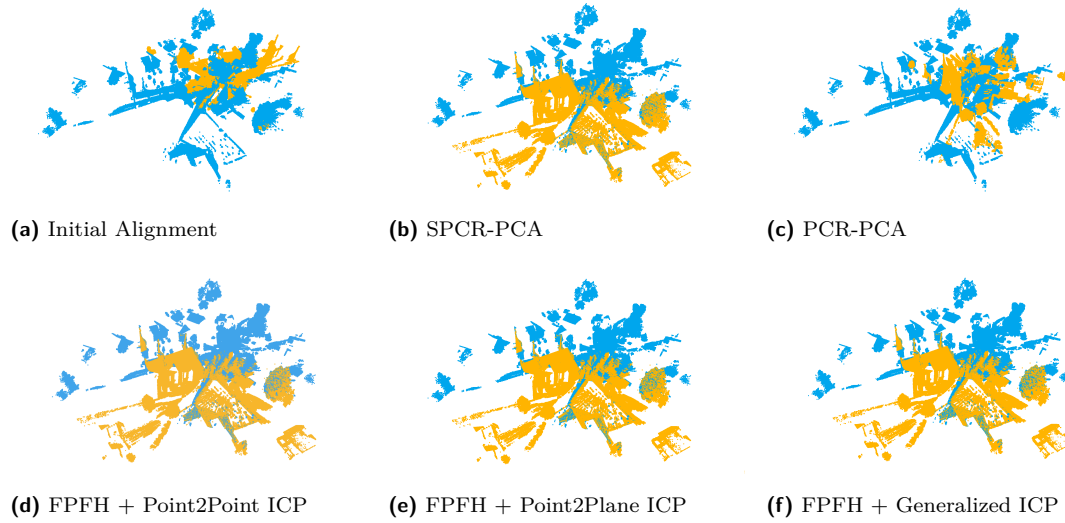 (a) Initial Alignment
(b) SPCR-PCA
(c) PCR-PCA
(d) FPFH + Point2Point ICP
(e) FPFH + Point2Plane ICP
(f) FPFH + Generalized ICP